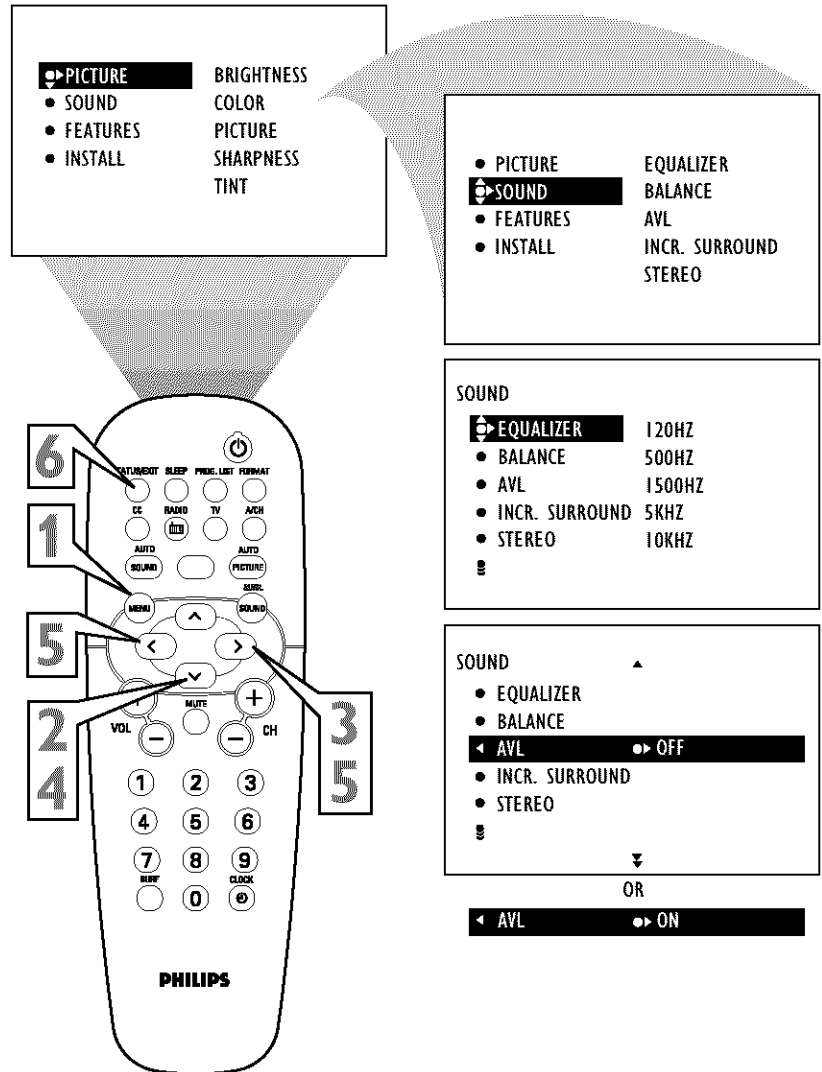 PICTURE BRIGHTNESS
SOUND COLOR
FEATURES PICTURE
INSTALL SHARPNESS
TINT
PICTURE EQUALIZER
SOUND BALANCE
FEATURES AVL
INSTALL INCR. SURROUND
STEREO
SOUND
EQUALIZER 120HZ
BALANCE 500HZ
AVL 1500HZ
INCR. SURROUND 5KHZ
STEREO 10KHZ
SOUND
EQUALIZER
BALANCE
AVL OFF
INCR. SURROUND
STEREO
OR
AVL ON
6
1
5
2
4
3
5
STATUS/EXIT SLEEP PROG. LIST FORMAT
CC RADIO TV A/CH
AUTO AUTO
SOUND PICTURE
SURR.
MENU SOUND
MUTE
VOL CH
+ +
− −
1 2 3
4 5 6
7 8 9
SURF CLOCK
0
PHILIPS